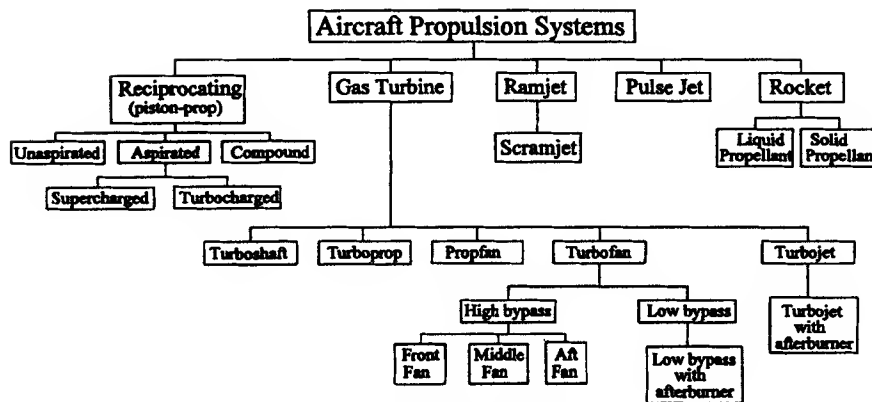 Aircraft Propulsion Systems
Reciprocating
(piston-prop)
Gas Turbine
Ramjet
Pulse Jet
Rocket
Unaspirated
Aspirated
Compound
Scramjet
Liquid
Propellant
Solid
Propellant
Supercharged
Turbocharged
Turboshaft
Turboprop
Propfan
Turbofan
Turbojet
High bypass
Low bypass
Turbojet
with
afterburner
Front
Fan
Middle
Fan
Aft
Fan
Low bypass
with
afterburner